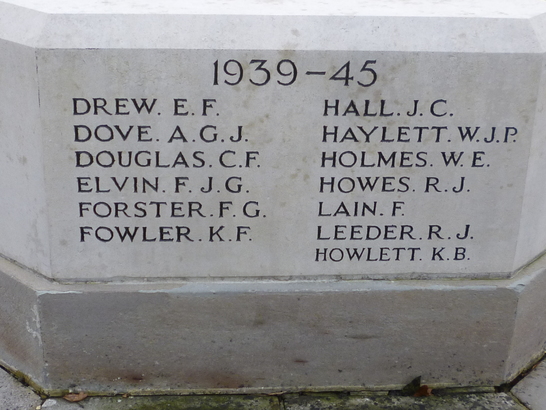 1939-45
DREW. E. F.
DOVE. A. G. J.
DOUGLAS. C. F.
ELVIN. F. J. G.
FORSTER. F. G.
FOWLER. K. F.
HALL. J. C.
HAYLETT. W. J. P.
HOLMES. W. E.
HOWES. R. J.
LAIN. F.
LEEDER. R. J.
HOWLETT. K. B.